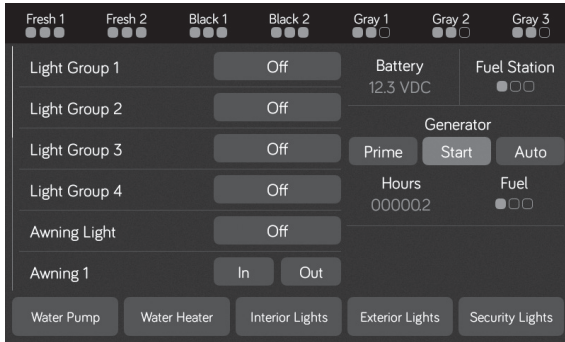 Fresh 1 Fresh 2 Black 1 Black 2 Gray 1 Gray 2 Gray 3
Light Group 1 Off
Light Group 2 Off
Light Group 3 Off
Light Group 4 Off
Awning Light Off
Awning 1 In Out
Battery Fuel Station
12.3 VDC
Generator
Prime Start Auto
Hours Fuel
00000.2
Water Pump Water Heater Interior Lights Exterior Lights Security Lights